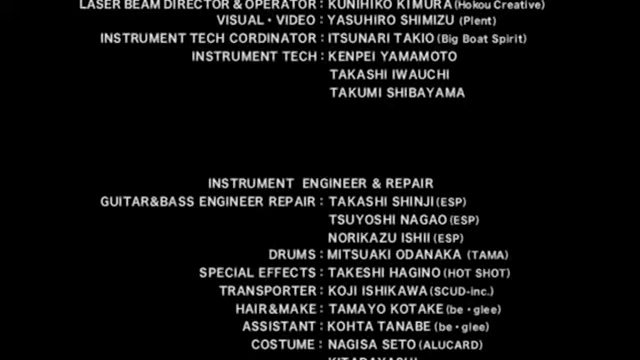 LASER BEAM DIRECTOR & OPERATOR : KUNIHIKO KIMURA (Hokou Creative)
VISUAL・VIDEO : YASUHIRO SHIMIZU (Plent)
INSTRUMENT TECH CORDINATOR : ITSUNARI TAKIO (Big Boat Spirit)
INSTRUMENT TECH : KENPEI YAMAMOTO
TAKASHI IWAUCHI
TAKUMI SHIBAYAMA
INSTRUMENT ENGINEER & REPAIR
GUITAR&BASS ENGINEER REPAIR : TAKASHI SHINJI (ESP)
TSUYOSHI NAGAO (ESP)
NORIKAZU ISHII (ESP)
DRUMS : MITSUAKI ODANAKA (TAMA)
SPECIAL EFFECTS : TAKESHI HAGINO (HOT SHOT)
TRANSPORTER : KOJI ISHIKAWA (SCUD-inc.)
HAIR&MAKE : TAMAYO KOTAKE (be・glee)
ASSISTANT : KOHTA TANABE (be・glee)
COSTUME : NAGISA SETO (ALUCARD)